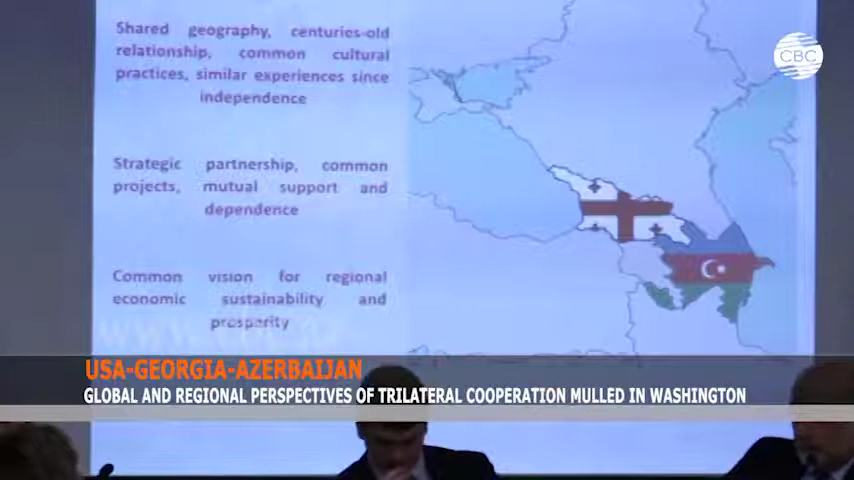 Shared geography, centuries-old
relationship, common cultural
practices, similar experiences since
independence
CBC
Strategic partnership, common
projects, mutual support and
dependence
Common vision for regional
economic sustainability and
prosperity
USA-GEORGIA-AZERBAIJAN
GLOBAL AND REGIONAL PERSPECTIVES OF TRILATERAL COOPERATION MULLED IN WASHINGTON